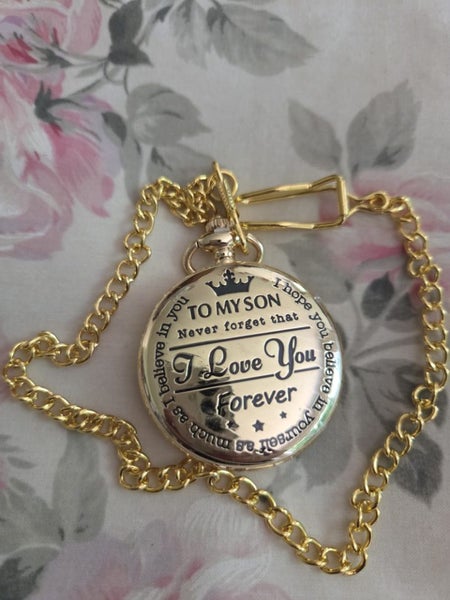 TO MY SON
Never forget that
I Love You
Forever
I hope you believe in yourself as much as I believe in you